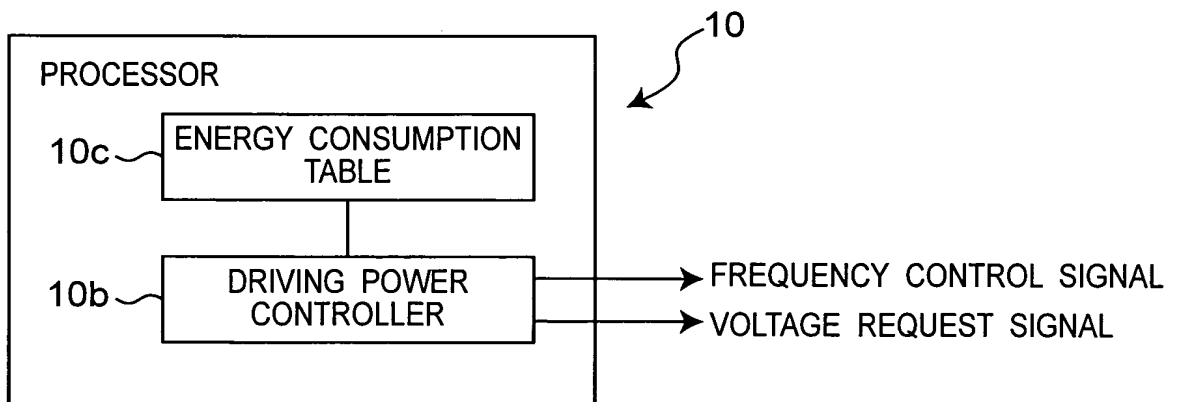 10
PROCESSOR
10c
ENERGY CONSUMPTION
TABLE
10b
DRIVING POWER
CONTROLLER
FREQUENCY CONTROL SIGNAL
VOLTAGE REQUEST SIGNAL